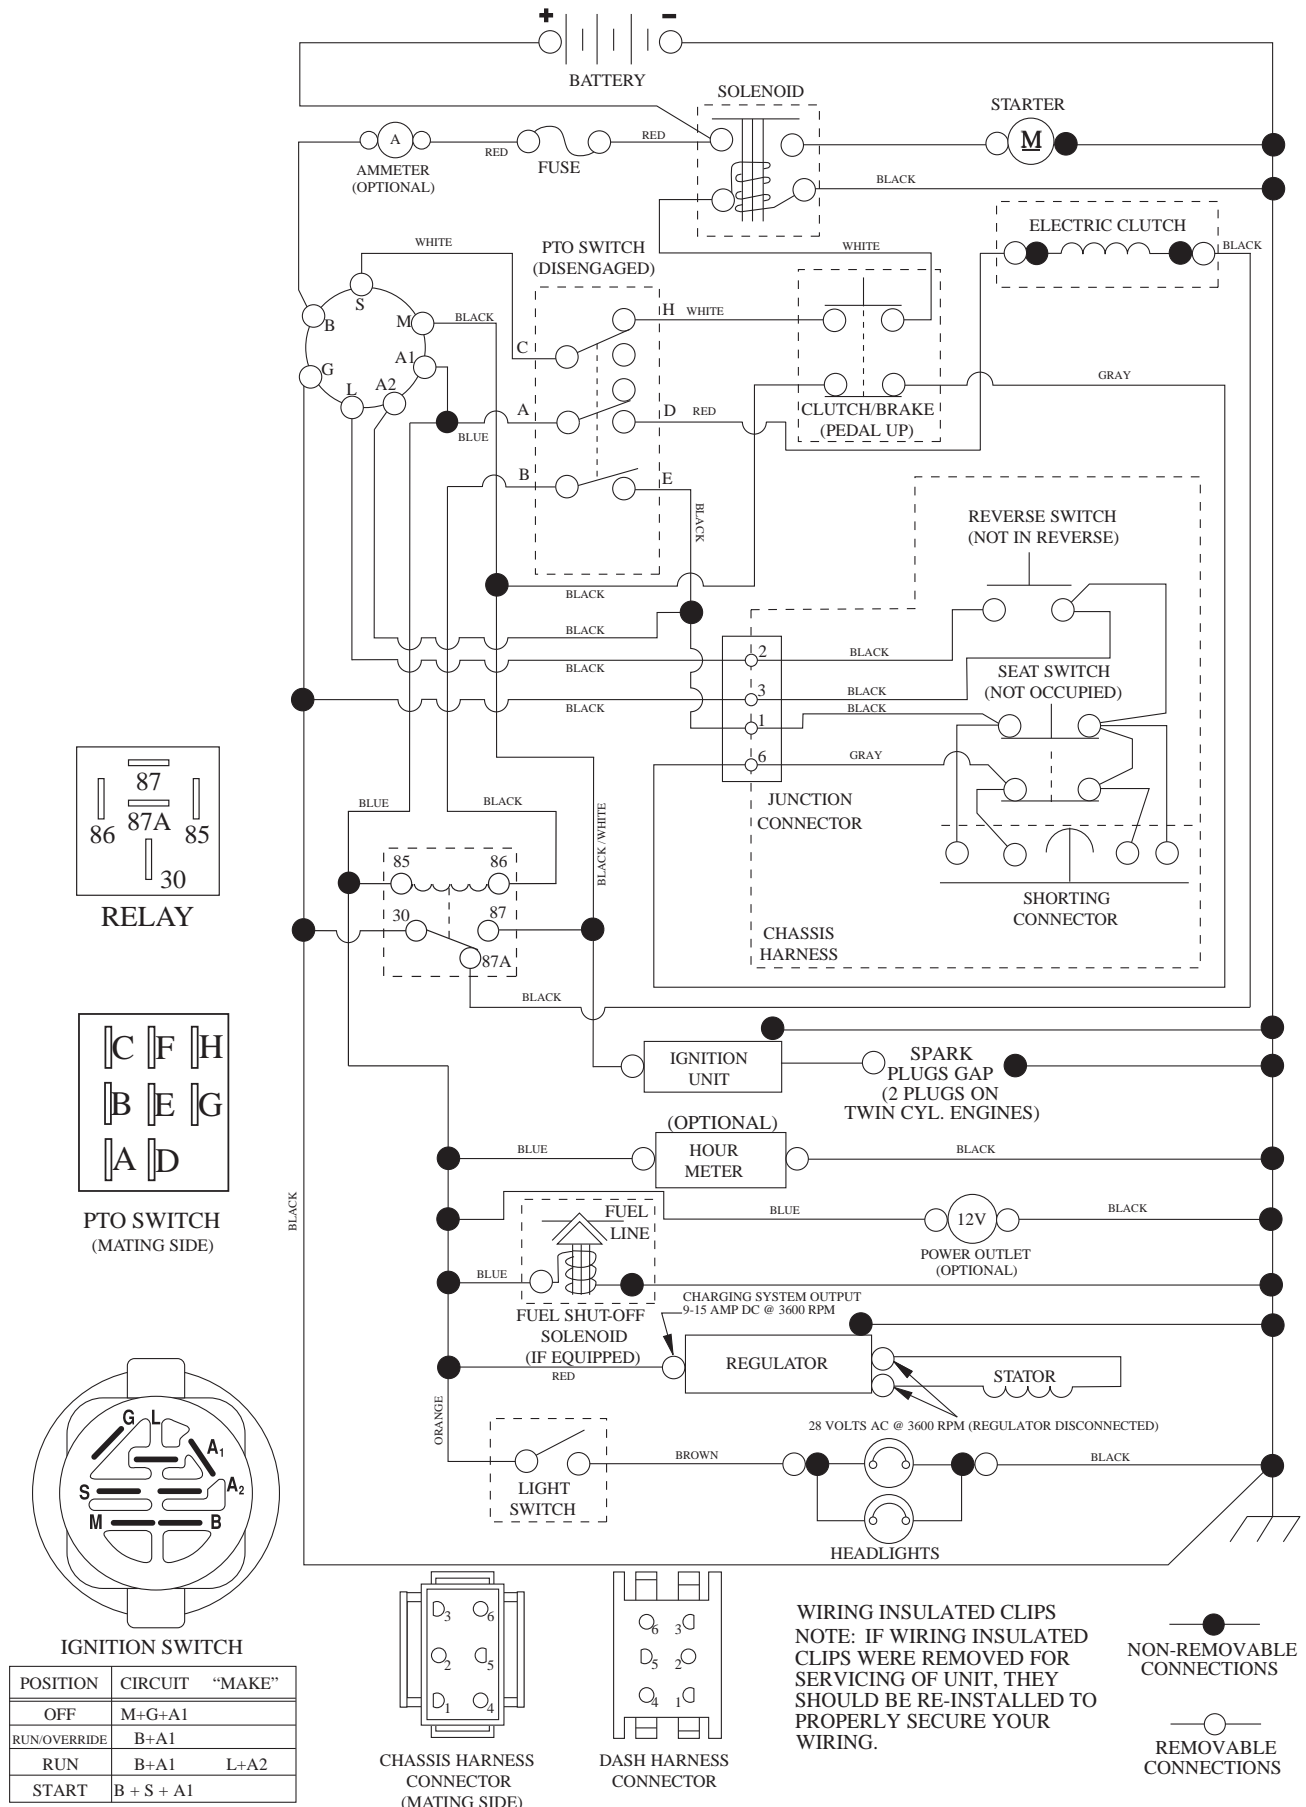 + –
BATTERY
SOLENOID
STARTER
A
RED
FUSE
RED
M
AMMETER
(OPTIONAL)
BLACK
ELECTRIC CLUTCH
WHITE
PTO SWITCH
(DISENGAGED)
WHITE
BLACK
S
B
M
BLACK
H
WHITE
C
A1
G
A2
L
GRAY
CLUTCH/BRAKE
(PEDAL UP)
A
D
RED
BLUE
B
E
BLACK
REVERSE SWITCH
(NOT IN REVERSE)
BLACK
BLACK
2
BLACK
BLACK
SEAT SWITCH
(NOT OCCUPIED)
3
BLACK
BLACK
1
BLACK
6
GRAY
JUNCTION
CONNECTOR
87
87A
86
85
30
RELAY
BLUE
BLACK
BLACK /WHITE
85
86
30
87
87A
SHORTING
CONNECTOR
CHASSIS
HARNESS
BLACK
C F H
B E G
A D
PTO SWITCH
(MATING SIDE)
IGNITION
UNIT
SPARK
PLUGS GAP
(2 PLUGS ON
TWIN CYL. ENGINES)
(OPTIONAL)
HOUR
METER
BLUE
BLACK
BLACK
FUEL
LINE
BLUE
12V
BLACK
POWER OUTLET
(OPTIONAL)
BLUE
CHARGING SYSTEM OUTPUT
9-15 AMP DC @ 3600 RPM
FUEL SHUT-OFF
SOLENOID
(IF EQUIPPED)
RED
REGULATOR
STATOR
28 VOLTS AC @ 3600 RPM (REGULATOR DISCONNECTED)
ORANGE
LIGHT
SWITCH
BROWN
BLACK
HEADLIGHTS
G L
A1
S
A2
M
B
IGNITION SWITCH
POSITION CIRCUIT “MAKE”
OFF M+G+A1
RUN/OVERRIDE B+A1
RUN B+A1 L+A2
START B + S + A1
3 6
2 5
1 4
CHASSIS HARNESS
CONNECTOR
(MATING SIDE)
6 3
5 2
4 1
DASH HARNESS
CONNECTOR
WIRING INSULATED CLIPS
NOTE: IF WIRING INSULATED
CLIPS WERE REMOVED FOR
SERVICING OF UNIT, THEY
SHOULD BE RE-INSTALLED TO
PROPERLY SECURE YOUR
WIRING.
NON-REMOVABLE
CONNECTIONS
REMOVABLE
CONNECTIONS